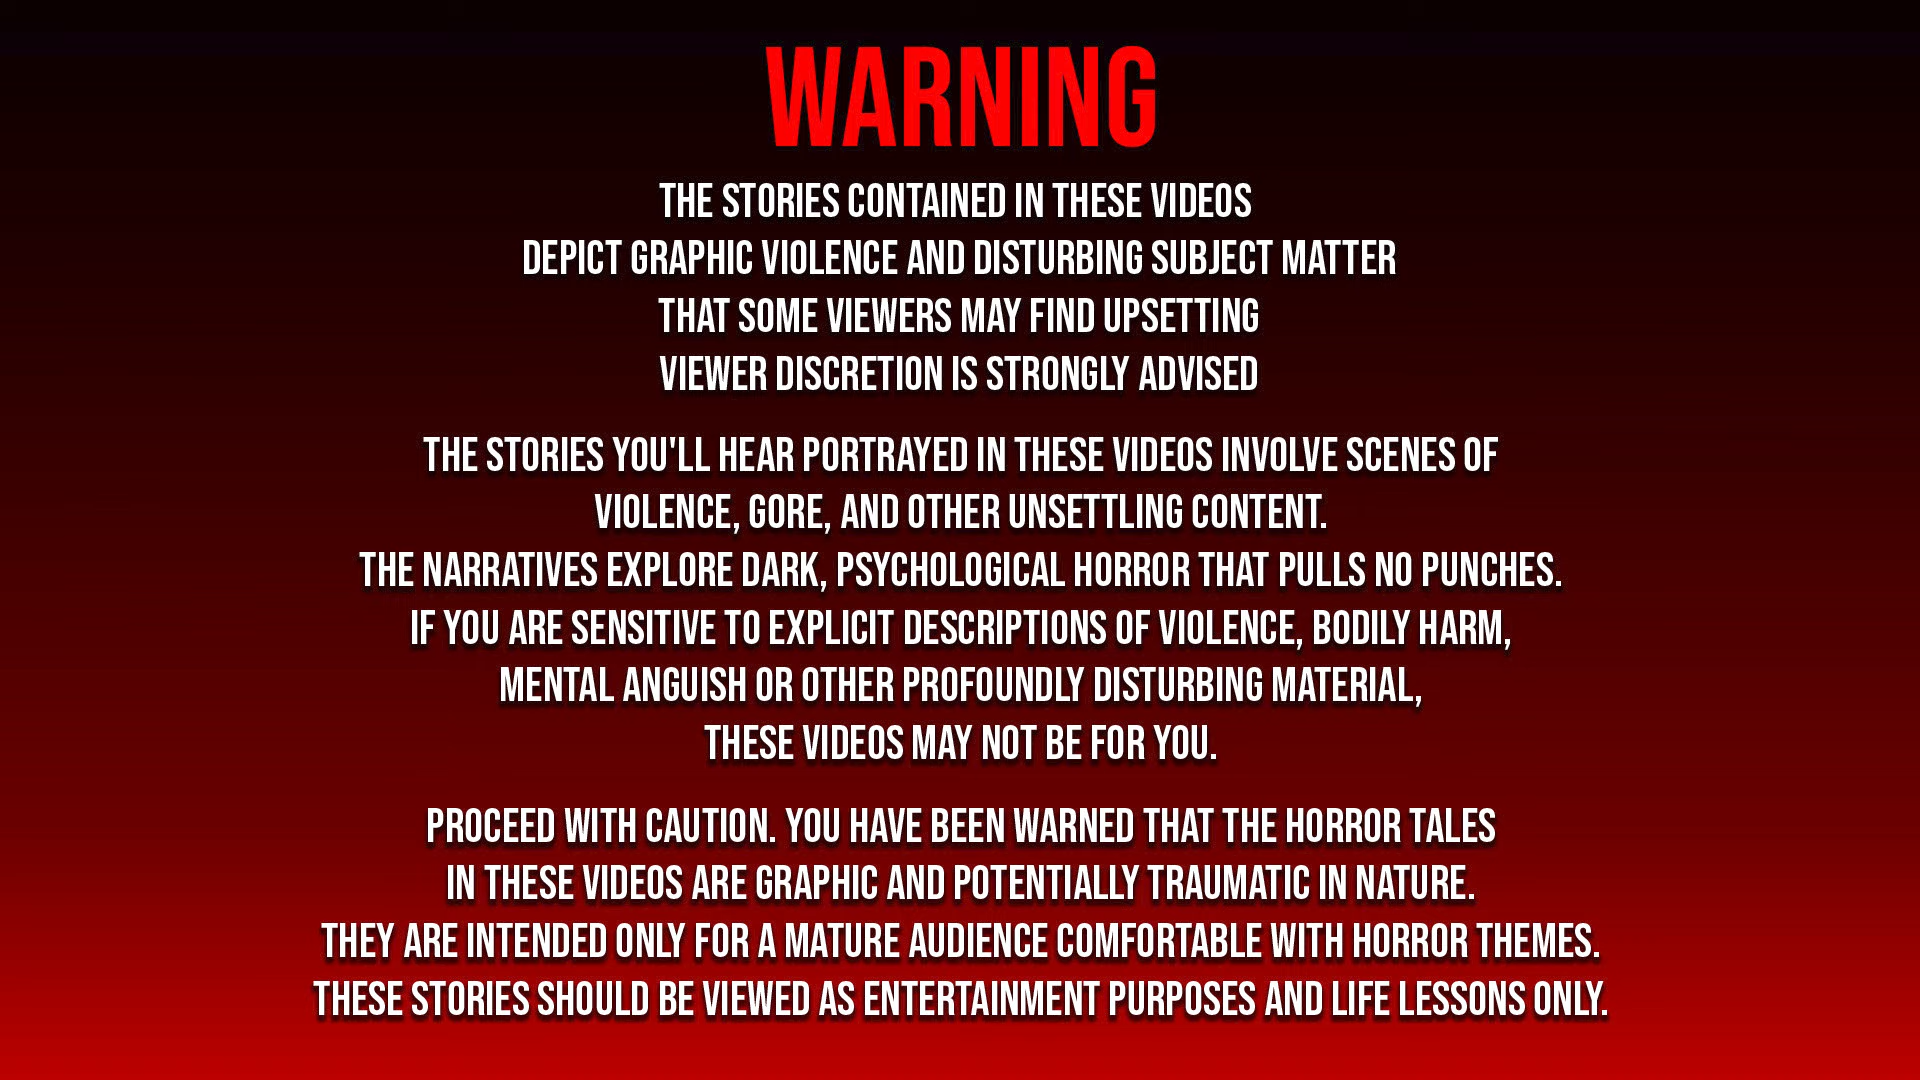 WARNING
THE STORIES CONTAINED IN THESE VIDEOS
DEPICT GRAPHIC VIOLENCE AND DISTURBING SUBJECT MATTER
THAT SOME VIEWERS MAY FIND UPSETTING
VIEWER DISCRETION IS STRONGLY ADVISED
THE STORIES YOU'LL HEAR PORTRAYED IN THESE VIDEOS INVOLVE SCENES OF
VIOLENCE, GORE, AND OTHER UNSETTLING CONTENT.
THE NARRATIVES EXPLORE DARK, PSYCHOLOGICAL HORROR THAT PULLS NO PUNCHES.
IF YOU ARE SENSITIVE TO EXPLICIT DESCRIPTIONS OF VIOLENCE, BODILY HARM,
MENTAL ANGUISH OR OTHER PROFOUNDLY DISTURBING MATERIAL,
THESE VIDEOS MAY NOT BE FOR YOU.
PROCEED WITH CAUTION. YOU HAVE BEEN WARNED THAT THE HORROR TALES
IN THESE VIDEOS ARE GRAPHIC AND POTENTIALLY TRAUMATIC IN NATURE.
THEY ARE INTENDED ONLY FOR A MATURE AUDIENCE COMFORTABLE WITH HORROR THEMES.
THESE STORIES SHOULD BE VIEWED AS ENTERTAINMENT PURPOSES AND LIFE LESSONS ONLY.